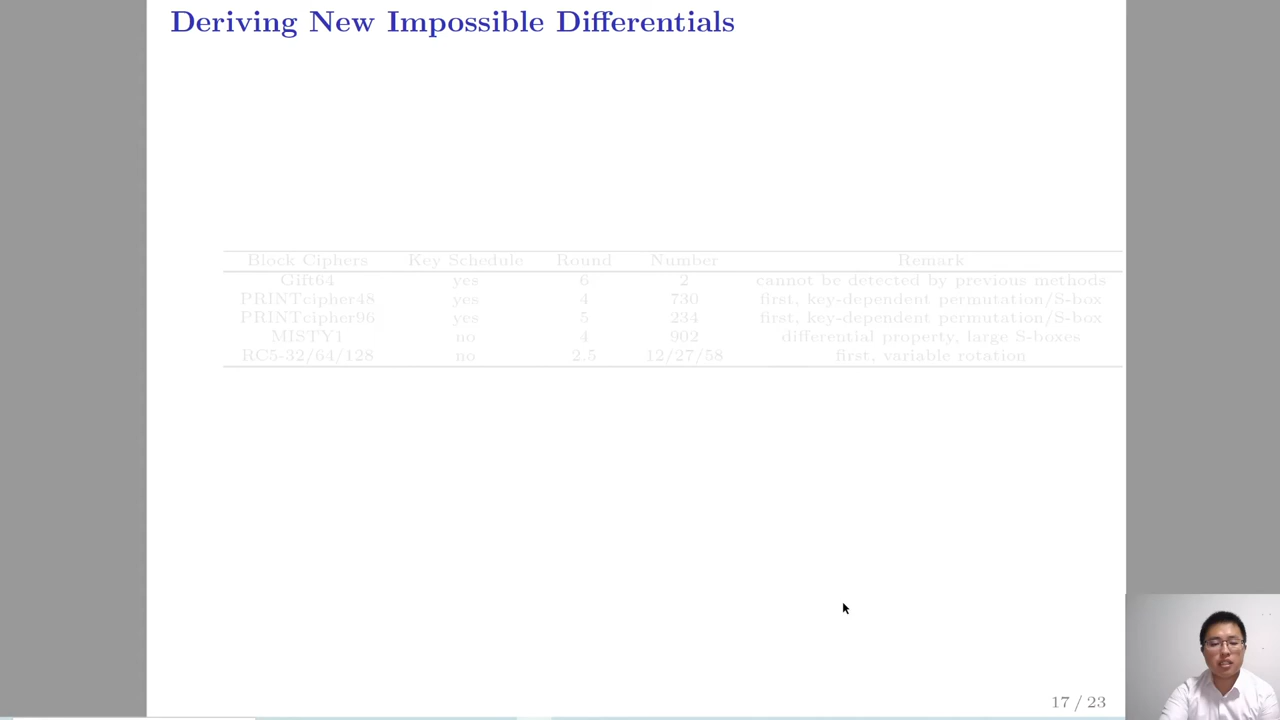 Deriving New Impossible Differentials
Block Ciphers Key Schedule Round Number Remark
Gift64 yes 6 2 cannot be detected by previous methods
PRINTcipher48 yes 4 730 first, key-dependent permutation/S-box
PRINTcipher96 yes 5 234 first, key-dependent permutation/S-box
MISTY1 no 4 902 differential property, large S-boxes
RC5-32/64/128 no 2.5 12/27/58 first, variable rotation
17 / 23